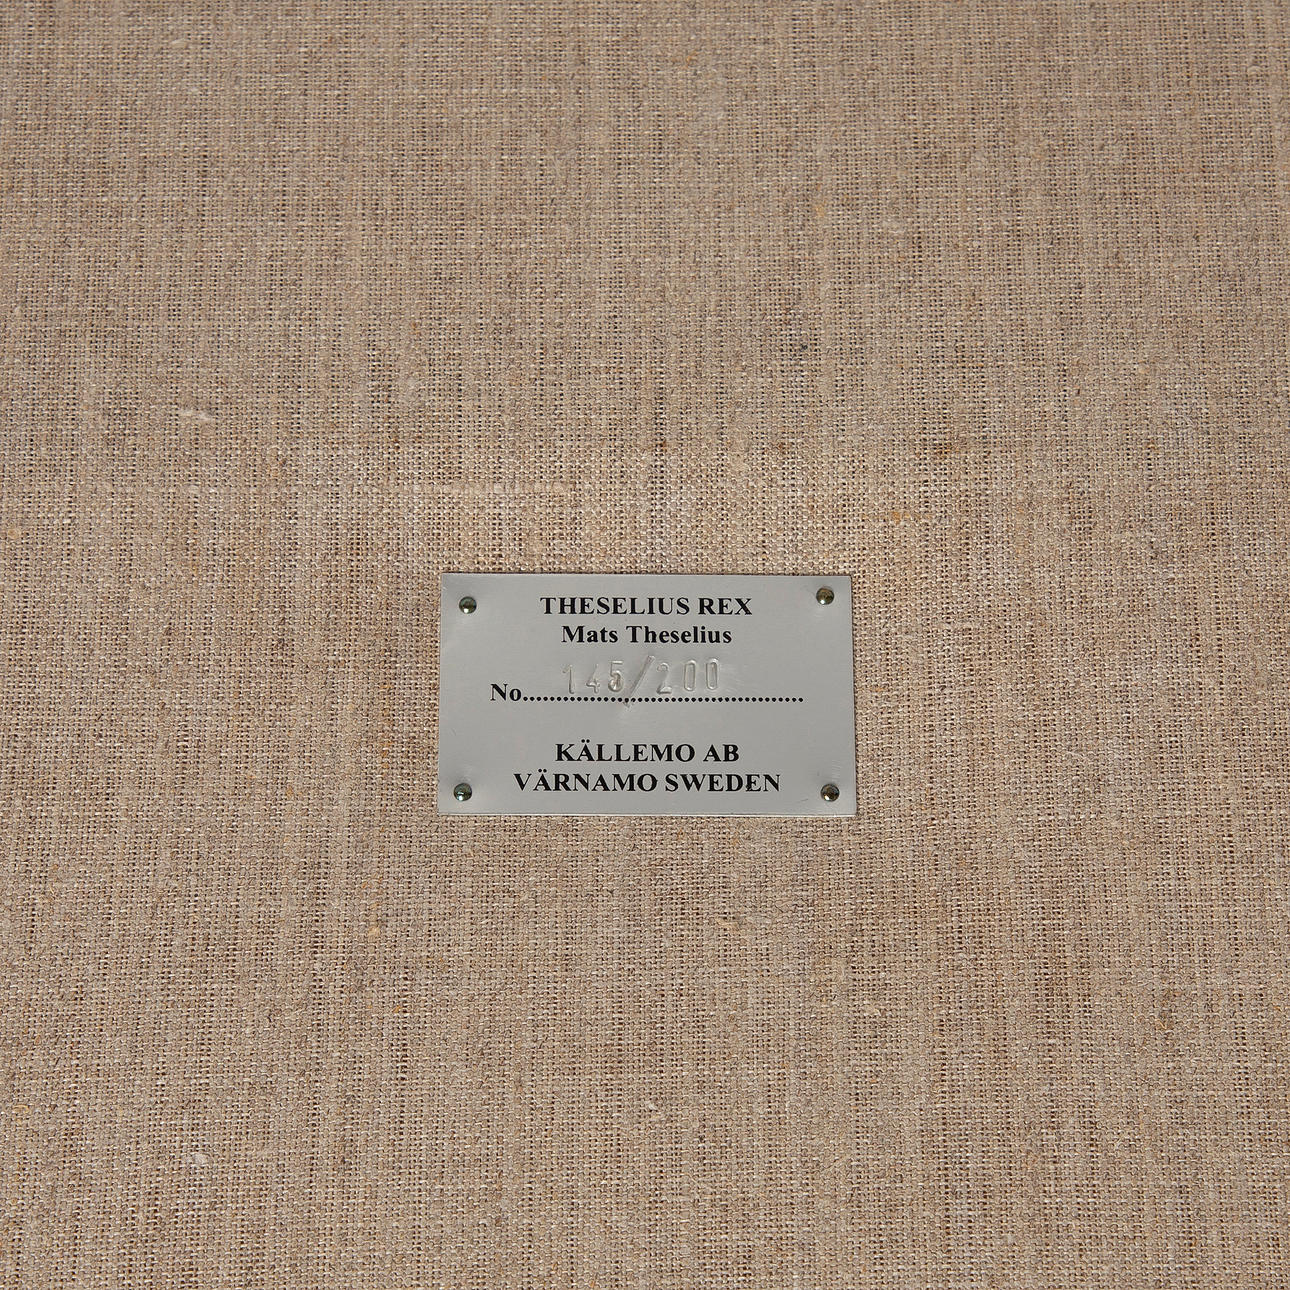 THESELIUS REX
Mats Theselius
No. 145/200
KÄLLEMO AB
VÄRNAMO SWEDEN